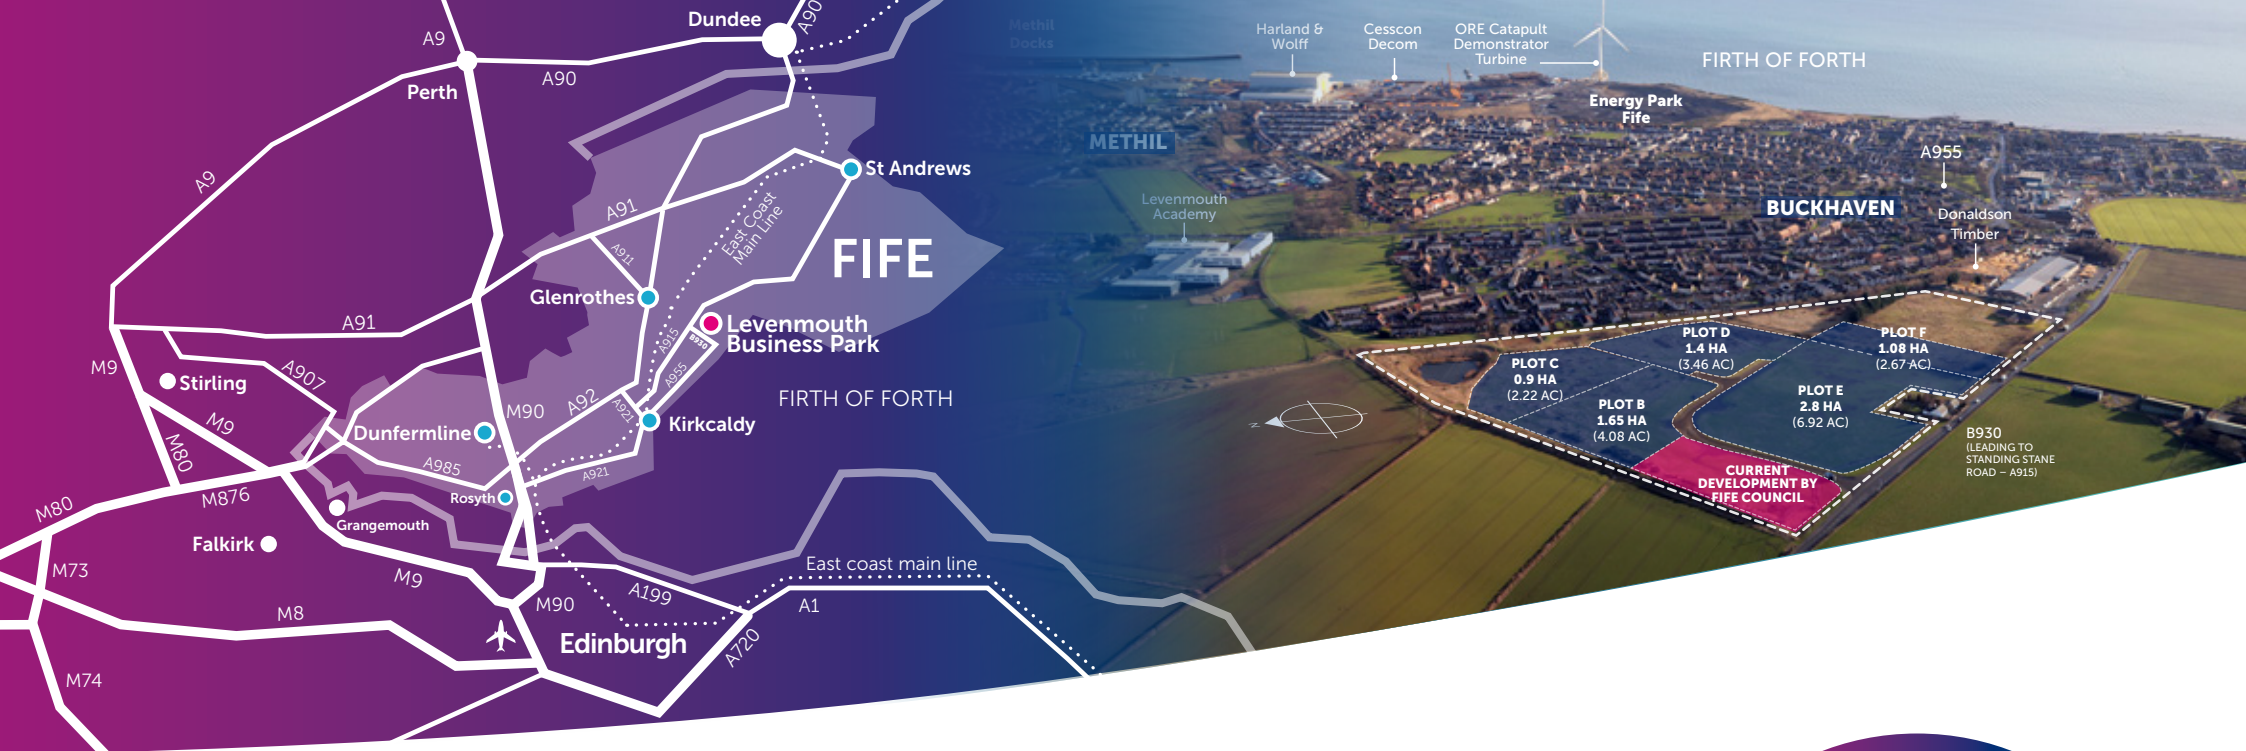 Dundee
A90
A9
A90
Perth
A9
St Andrews
A91
East Coast
Main Line
A911
FIFE
Glenrothes
Levenmouth
Business Park
A915
B930
A955
A91
M9
Stirling
A907
M9
M80
A92
A921
M90
Kirkcaldy
FIRTH OF FORTH
Dunfermline
A985
A921
Rosyth
M876
M80
Grangemouth
Falkirk
M73
M9
East coast main line
A199
A1
M90
M8
Edinburgh
A720
M74
Methil
Docks
Harland &
Wolff
Cesscon
Decom
ORE Catapult
Demonstrator
Turbine
FIRTH OF FORTH
Energy Park
Fife
METHIL
A955
Levenmouth
Academy
BUCKHAVEN
Donaldson
Timber
PLOT D
1.4 HA
(3.46 AC)
PLOT F
1.08 HA
(2.67 AC)
PLOT C
0.9 HA
(2.22 AC)
PLOT E
2.8 HA
(6.92 AC)
PLOT B
1.65 HA
(4.08 AC)
N
B930
(LEADING TO
STANDING STANE
ROAD – A915)
CURRENT
DEVELOPMENT BY
FIFE COUNCIL